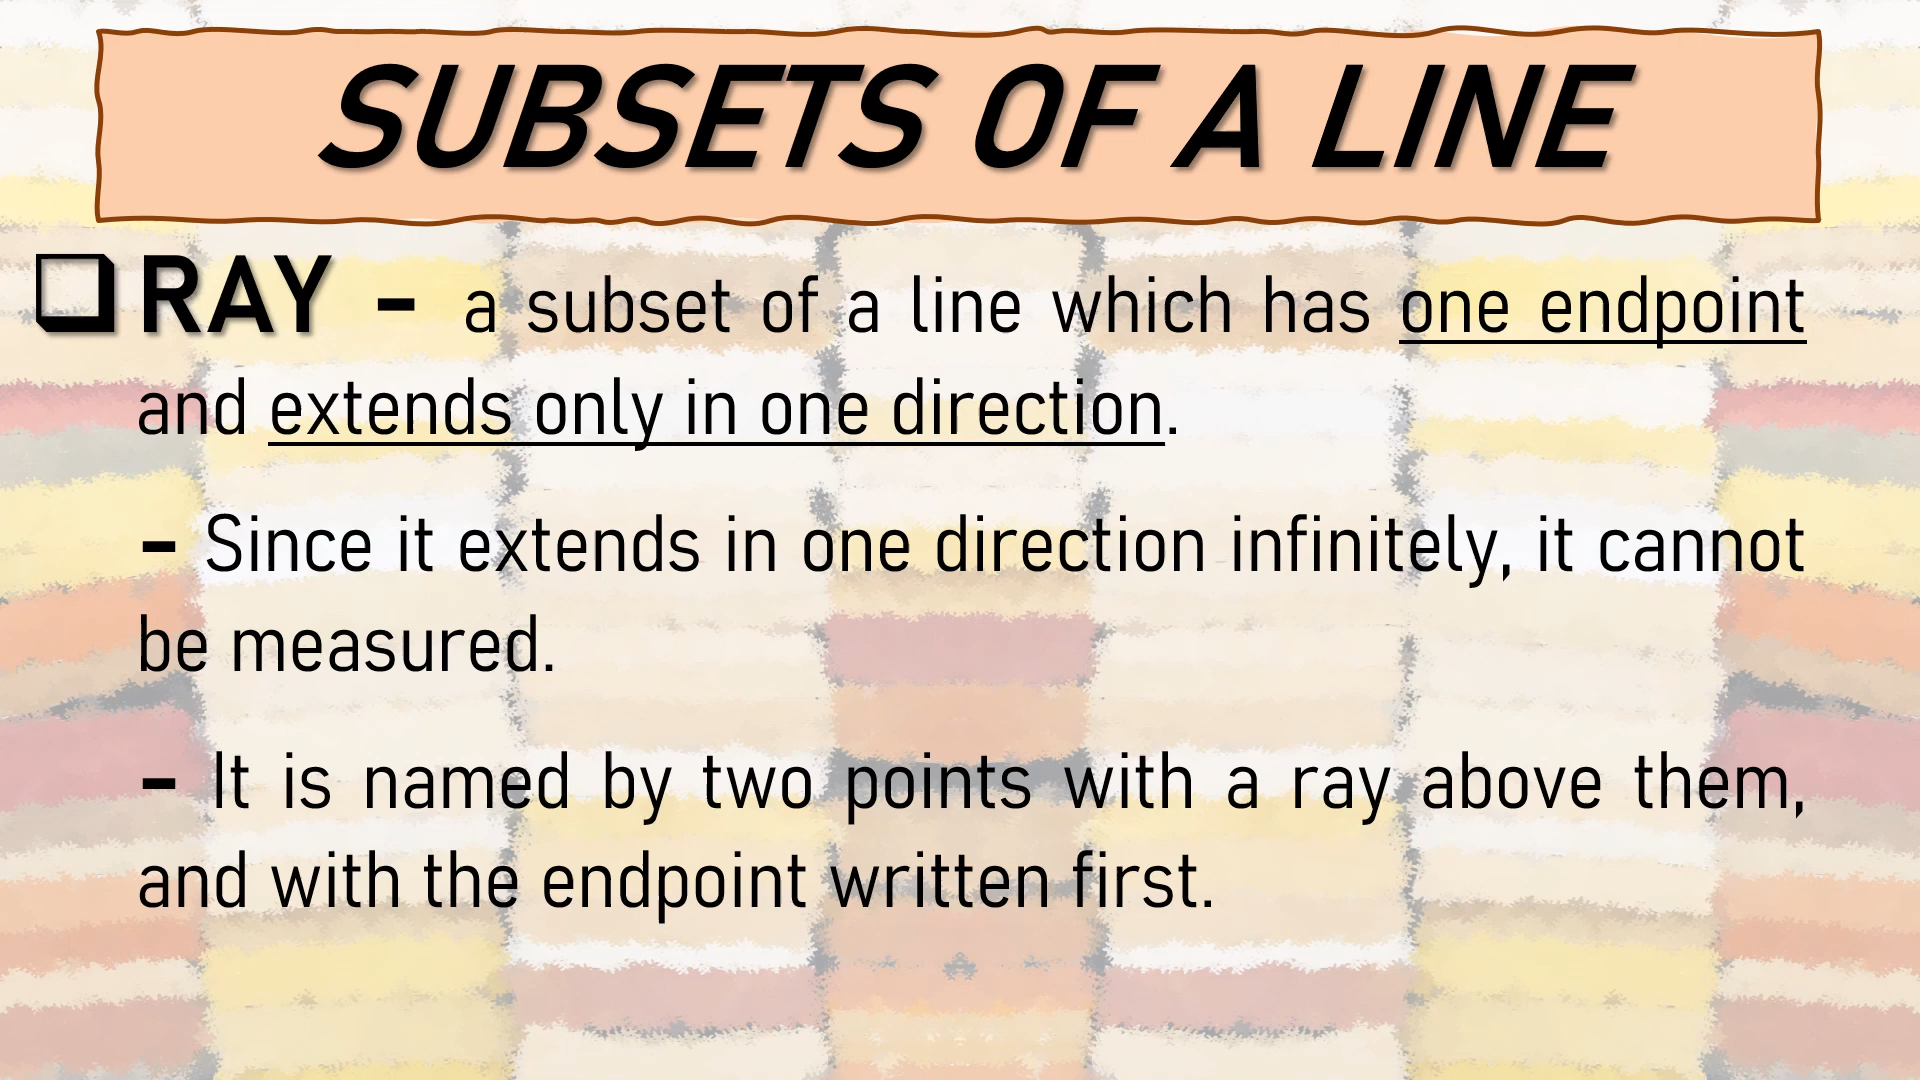 SUBSETS OF A LINE
❑ RAY – a subset of a line which has one endpoint
and extends only in one direction.
– Since it extends in one direction infinitely, it cannot
be measured.
– It is named by two points with a ray above them,
and with the endpoint written first.